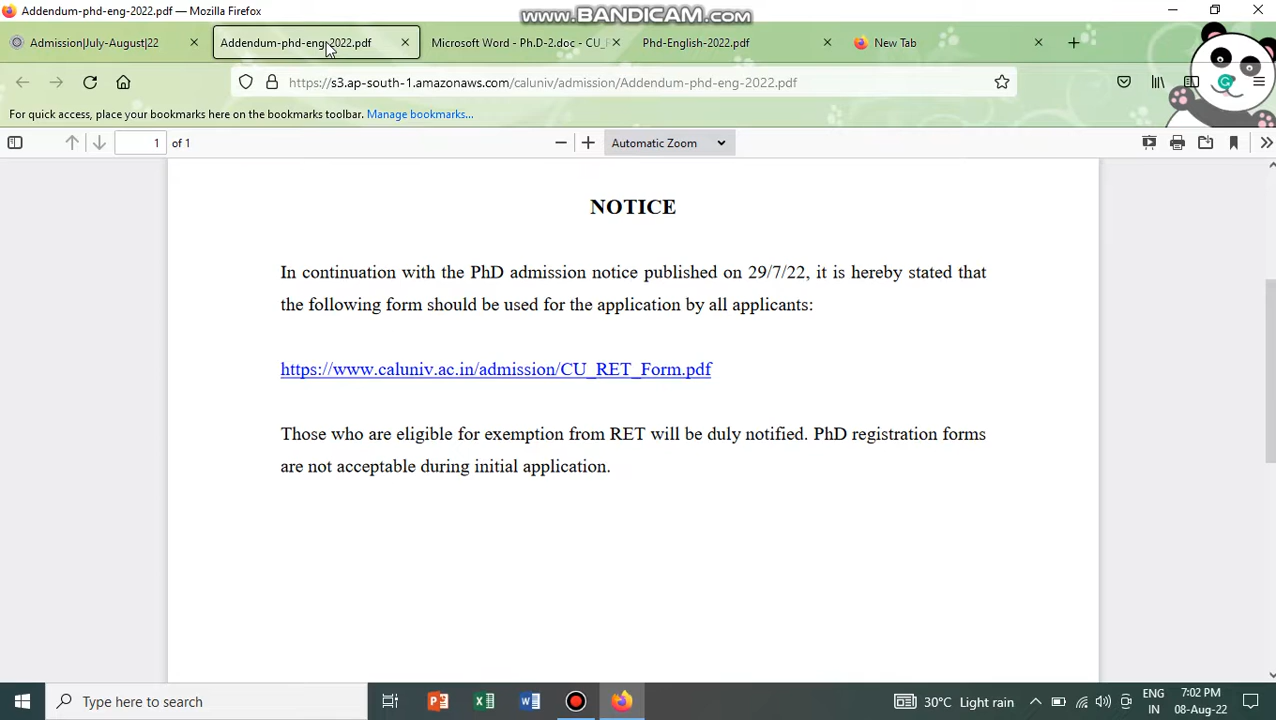 Addendum-phd-eng-2022.pdf — Mozilla Firefox
www.BANDICAM.com
Admission|July-August|22
Addendum-phd-eng-2022.pdf
Microsoft Word - Ph.D-2.doc - CU_
Phd-English-2022.pdf
New Tab
https://s3.ap-south-1.amazonaws.com/caluniv/admission/Addendum-phd-eng-2022.pdf
For quick access, place your bookmarks here on the bookmarks toolbar. Manage bookmarks...
1 of 1
Automatic Zoom
NOTICE
In continuation with the PhD admission notice published on 29/7/22, it is hereby stated that
the following form should be used for the application by all applicants:
https://www.caluniv.ac.in/admission/CU_RET_Form.pdf
Those who are eligible for exemption from RET will be duly notified. PhD registration forms
are not acceptable during initial application.
Type here to search
30°C Light rain
ENG
IN
7:02 PM
08-Aug-22